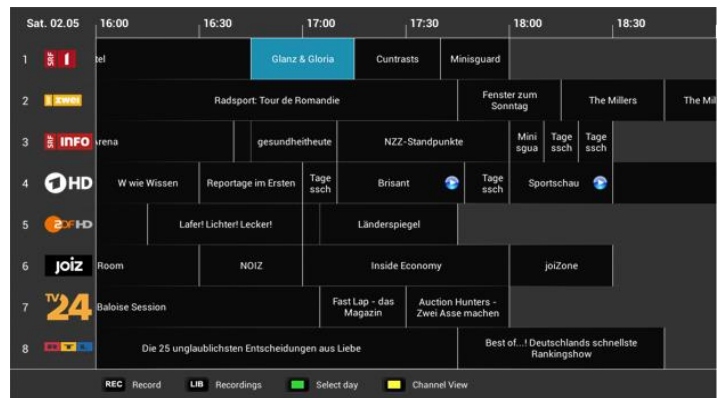 Sat. 02.05 16:00 16:30 17:00 17:30 18:00 18:30
1 SRF 1 tel Glanz & Gloria Cuntrasts Minisguard
2 zwei Radsport: Tour de Romandie Fenster zum Sonntag The Millers The Mil
3 SRF INFO Arena gesundheitheute NZZ-Standpunkte Mini sgua Tage ssch Tage ssch
4 1 HD W wie Wissen Reportage im Ersten Tage ssch Brisant Tage ssch Sportschau
5 ZDF HD Lafer! Lichter! Lecker! Länderspiegel
6 JOIZ Room NOIZ Inside Economy joiZone
7 TV 24 Baloise Session Fast Lap - das Magazin Auction Hunters - Zwei Asse machen
8 Die 25 unglaublichsten Entscheidungen aus Liebe Best of...! Deutschlands schnellste Rankingshow
REC Record LIB Recordings Select day Channel View